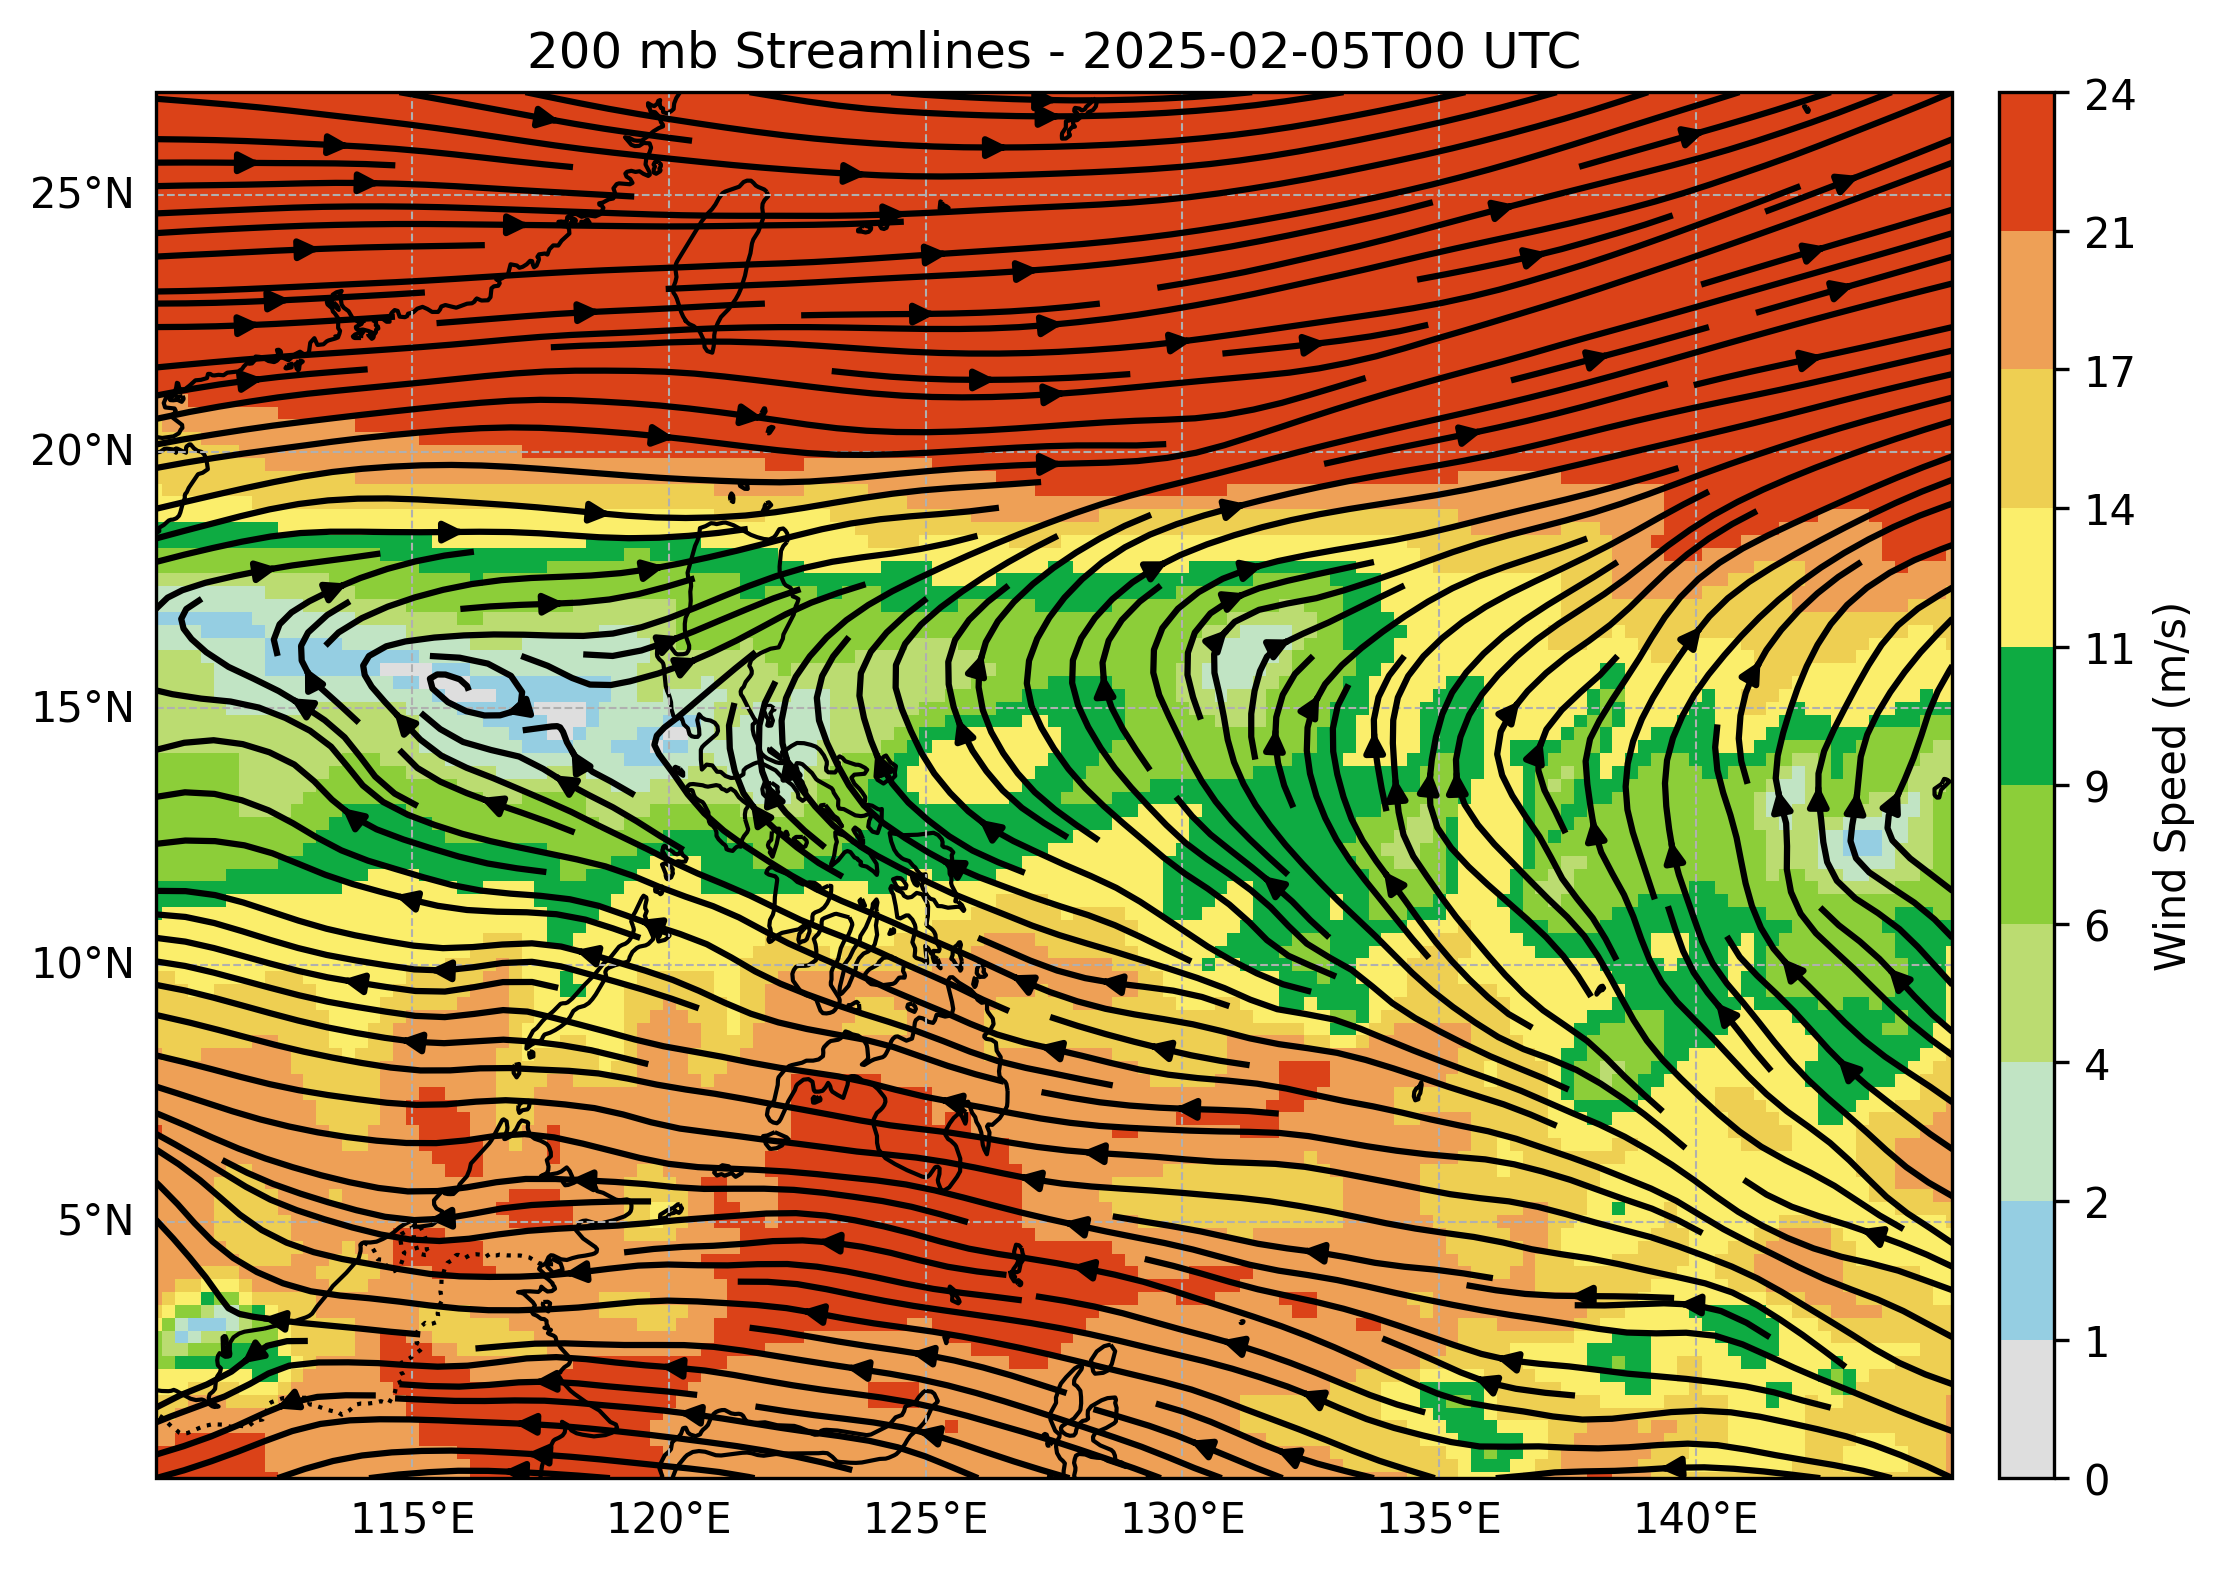 200 mb Streamlines - 2025-02-05T00 UTC
25°N
20°N
15°N
10°N
5°N
115°E
120°E
125°E
130°E
135°E
140°E
24
21
17
14
11
9
6
4
2
1
0
Wind Speed (m/s)